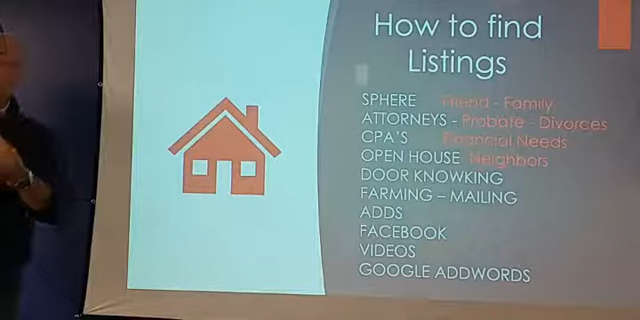 How to find
Listings
SPHERE Friend - Family
ATTORNEYS - Probate - Divorces
CPA'S Financial Needs
OPEN HOUSE Neighbors
DOOR KNOWKING
FARMING – MAILING
ADDS
FACEBOOK
VIDEOS
GOOGLE ADDWORDS